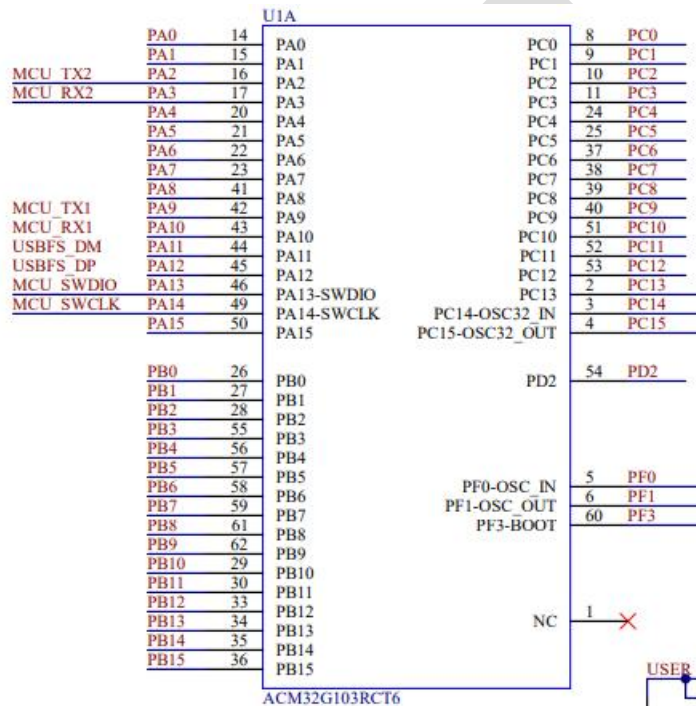 U1A
PA0 14 PA0 PC0 8 PC0
PA1 15 PA1 PC1 9 PC1
MCU_TX2 PA2 16 PA2 PC2 10 PC2
MCU_RX2 PA3 17 PA3 PC3 11 PC3
PA4 20 PA4 PC4 24 PC4
PA5 21 PA5 PC5 25 PC5
PA6 22 PA6 PC6 37 PC6
PA7 23 PA7 PC7 38 PC7
PA8 41 PA8 PC8 39 PC8
MCU_TX1 PA9 42 PA9 PC9 40 PC9
MCU_RX1 PA10 43 PA10 PC10 51 PC10
USBFS_DM PA11 44 PA11 PC11 52 PC11
USBFS_DP PA12 45 PA12 PC12 53 PC12
MCU_SWDIO PA13 46 PA13-SWDIO PC13 2 PC13
MCU_SWCLK PA14 49 PA14-SWCLK PC14-OSC32_IN 3 PC14
PA15 50 PA15 PC15-OSC32_OUT 4 PC15
PB0 26 PB0 PD2 54 PD2
PB1 27 PB1
PB2 28 PB2
PB3 55 PB3
PB4 56 PB4
PB5 57 PB5
PB6 58 PB6 PF0-OSC_IN 5 PF0
PB7 59 PB7 PF1-OSC_OUT 6 PF1
PB8 61 PB8 PF3-BOOT 60 PF3
PB9 62 PB9
PB10 29 PB10
PB11 30 PB11
PB12 33 PB12
PB13 34 PB13 NC 1
PB14 35 PB14
PB15 36 PB15
USER
ACM32G103RCT6